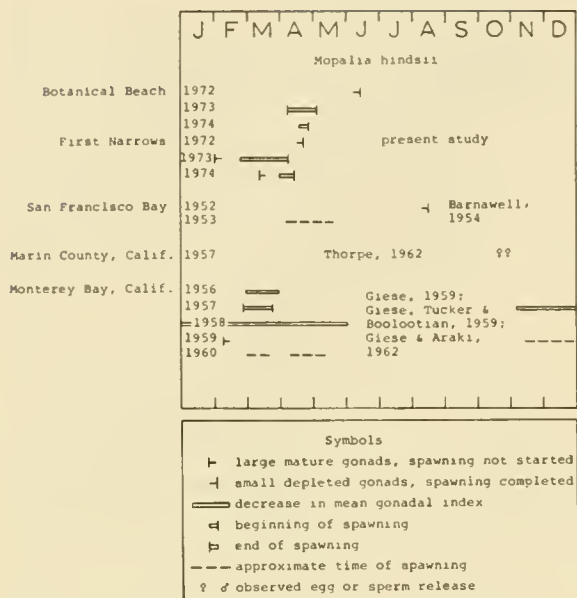 J F M A M J J A S O N D
Mopalia hindsii
Botanical Beach 1972
1973
1974
First Narrows 1972 present study
1973
1974
San Francisco Bay 1952 Barnawell,
1953 1954
Marin County, Calif. 1957 Thorpe, 1962 ♀♀
Monterey Bay, Calif. 1956 Giese, 1959;
1957 Giese, Tucker &
1958 Boolootian, 1959;
1959 Giese & Araki,
1960 1962
Symbols
large mature gonads, spawning not started
small depleted gonads, spawning completed
decrease in mean gonadal index
beginning of spawning
end of spawning
approximate time of spawning
♀ ♂ observed egg or sperm release